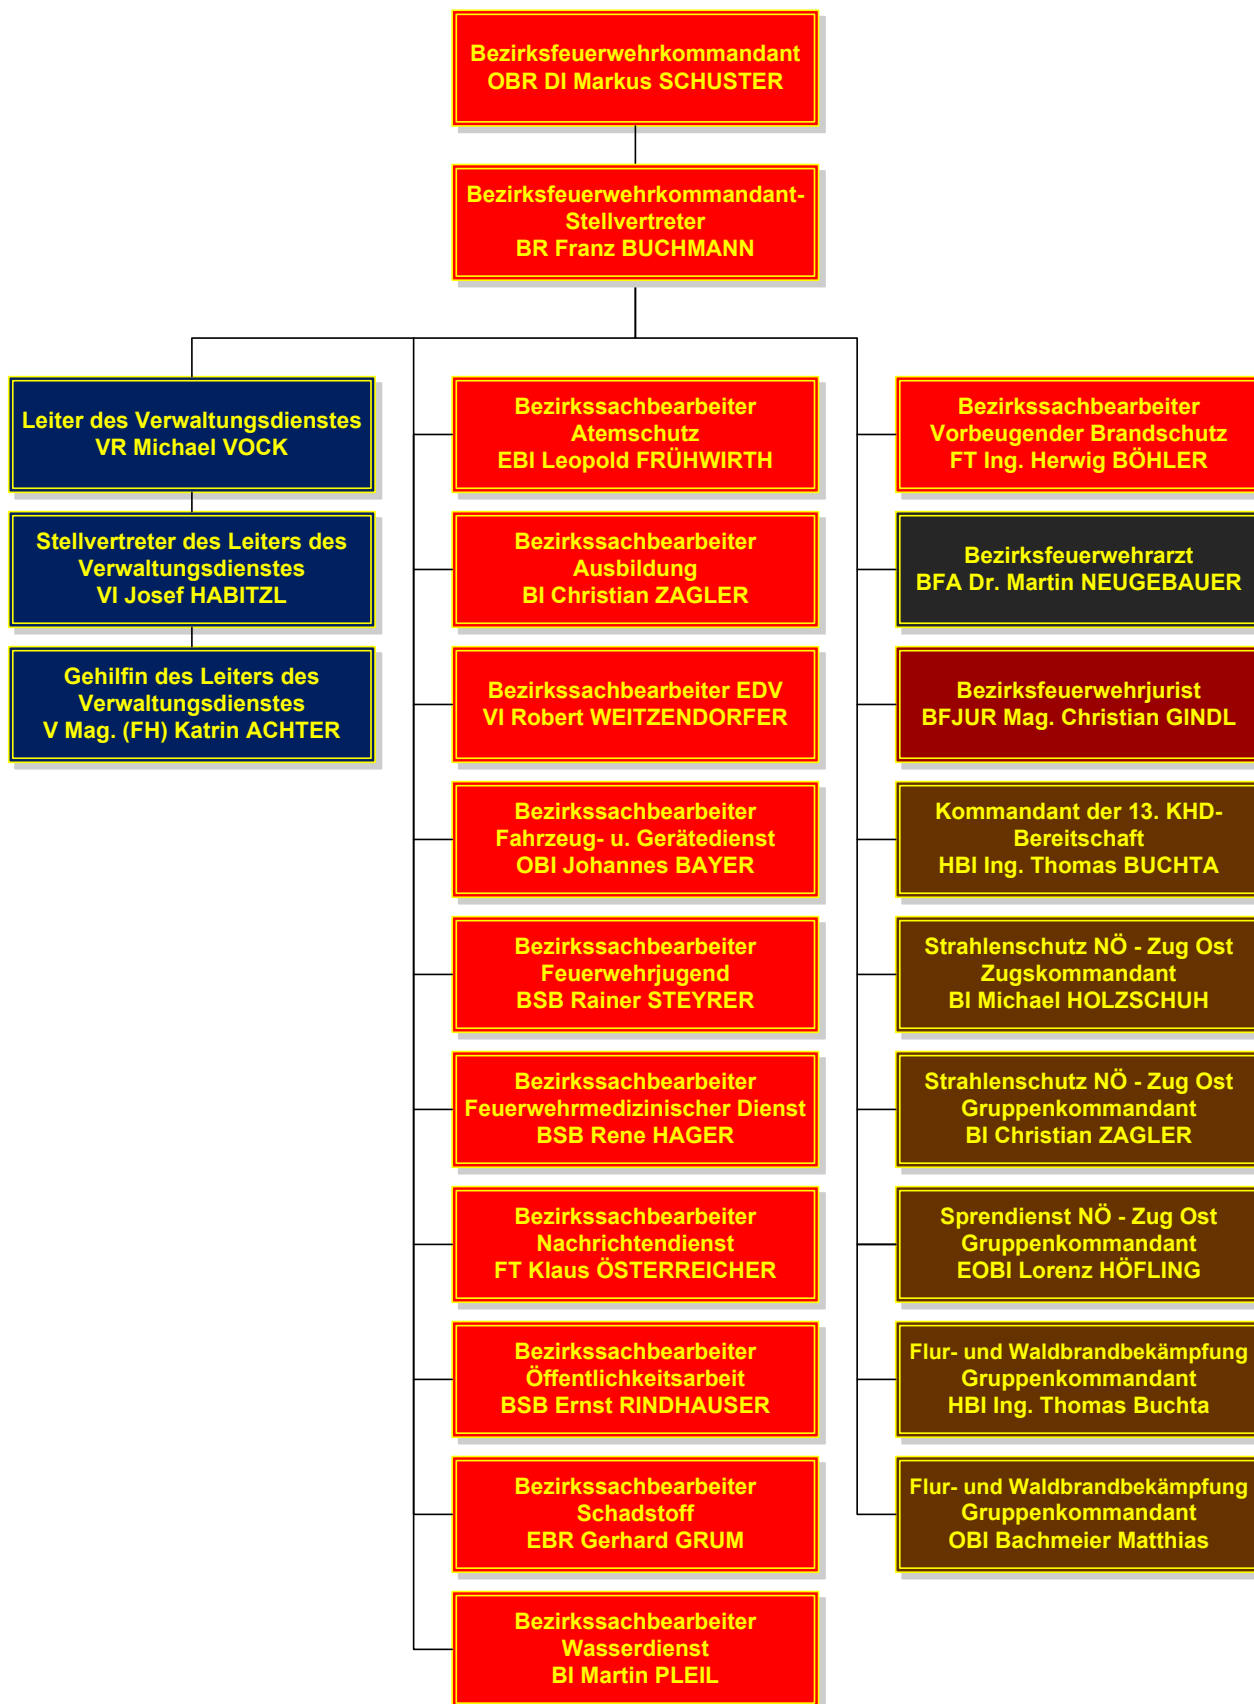 Bezirksfeuerwehrkommandant
OBR DI Markus SCHUSTER
Bezirksfeuerwehrkommandant-
Stellvertreter
BR Franz BUCHMANN
Leiter des Verwaltungsdienstes
VR Michael VOCK
Stellvertreter des Leiters des
Verwaltungsdienstes
VI Josef HABITZL
Gehilfin des Leiters des
Verwaltungsdienstes
V Mag. (FH) Katrin ACHTER
Bezirkssachbearbeiter
Atemschutz
EBI Leopold FRÜHWIRTH
Bezirkssachbearbeiter
Ausbildung
BI Christian ZAGLER
Bezirkssachbearbeiter EDV
VI Robert WEITZENDORFER
Bezirkssachbearbeiter
Fahrzeug- u. Gerätedienst
OBI Johannes BAYER
Bezirkssachbearbeiter
Feuerwehrjugend
BSB Rainer STEYRER
Bezirkssachbearbeiter
Feuerwehrmedizinischer Dienst
BSB Rene HAGER
Bezirkssachbearbeiter
Nachrichtendienst
FT Klaus ÖSTERREICHER
Bezirkssachbearbeiter
Öffentlichkeitsarbeit
BSB Ernst RINDHAUSER
Bezirkssachbearbeiter
Schadstoff
EBR Gerhard GRUM
Bezirkssachbearbeiter
Wasserdienst
BI Martin PLEIL
Bezirkssachbearbeiter
Vorbeugender Brandschutz
FT Ing. Herwig BÖHLER
Bezirksfeuerwehrarzt
BFA Dr. Martin NEUGEBAUER
Bezirksfeuerwehrjurist
BFJUR Mag. Christian GINDL
Kommandant der 13. KHD-
Bereitschaft
HBI Ing. Thomas BUCHTA
Strahlenschutz NÖ - Zug Ost
Zugskommandant
BI Michael HOLZSCHUH
Strahlenschutz NÖ - Zug Ost
Gruppenkommandant
BI Christian ZAGLER
Sprendienst NÖ - Zug Ost
Gruppenkommandant
EOBI Lorenz HÖFLING
Flur- und Waldbrandbekämpfung
Gruppenkommandant
HBI Ing. Thomas Buchta
Flur- und Waldbrandbekämpfung
Gruppenkommandant
OBI Bachmeier Matthias